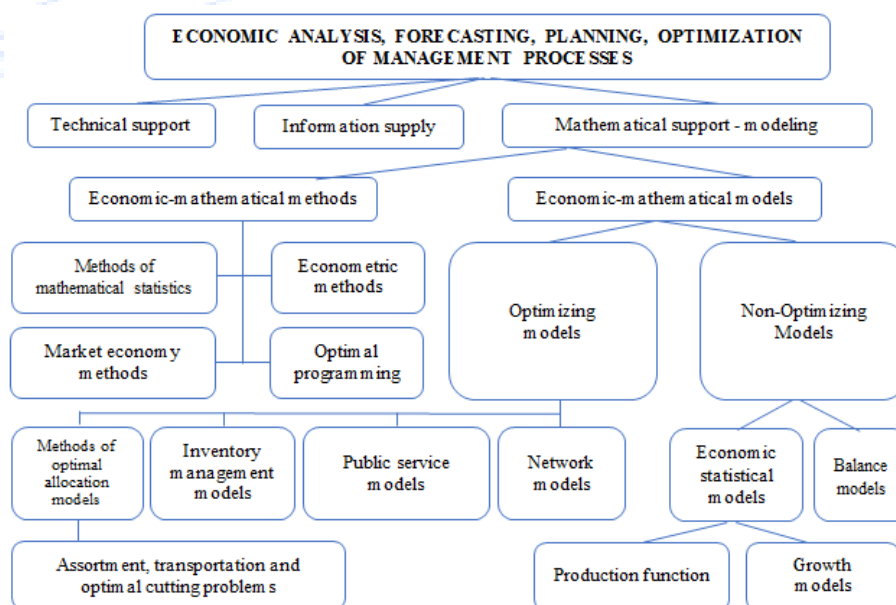 ECONOMIC ANALYSIS, FORECASTING, PLANNING, OPTIMIZATION
OF MANAGEMENT PROCESSES
Technical support
Information supply
Mathematical support - modeling
Economic-mathematical methods
Economic-mathematical models
Methods of
mathematical statistics
Econometric
methods
Optimizing
models
Non-Optimizing
Models
Market economy
methods
Optimal
programming
Methods of
optimal
allocation
models
Inventory
management
models
Public service
models
Network
models
Economic
statistical
models
Balance
models
Assortment, transportation and
optimal cutting problems
Production function
Growth
models